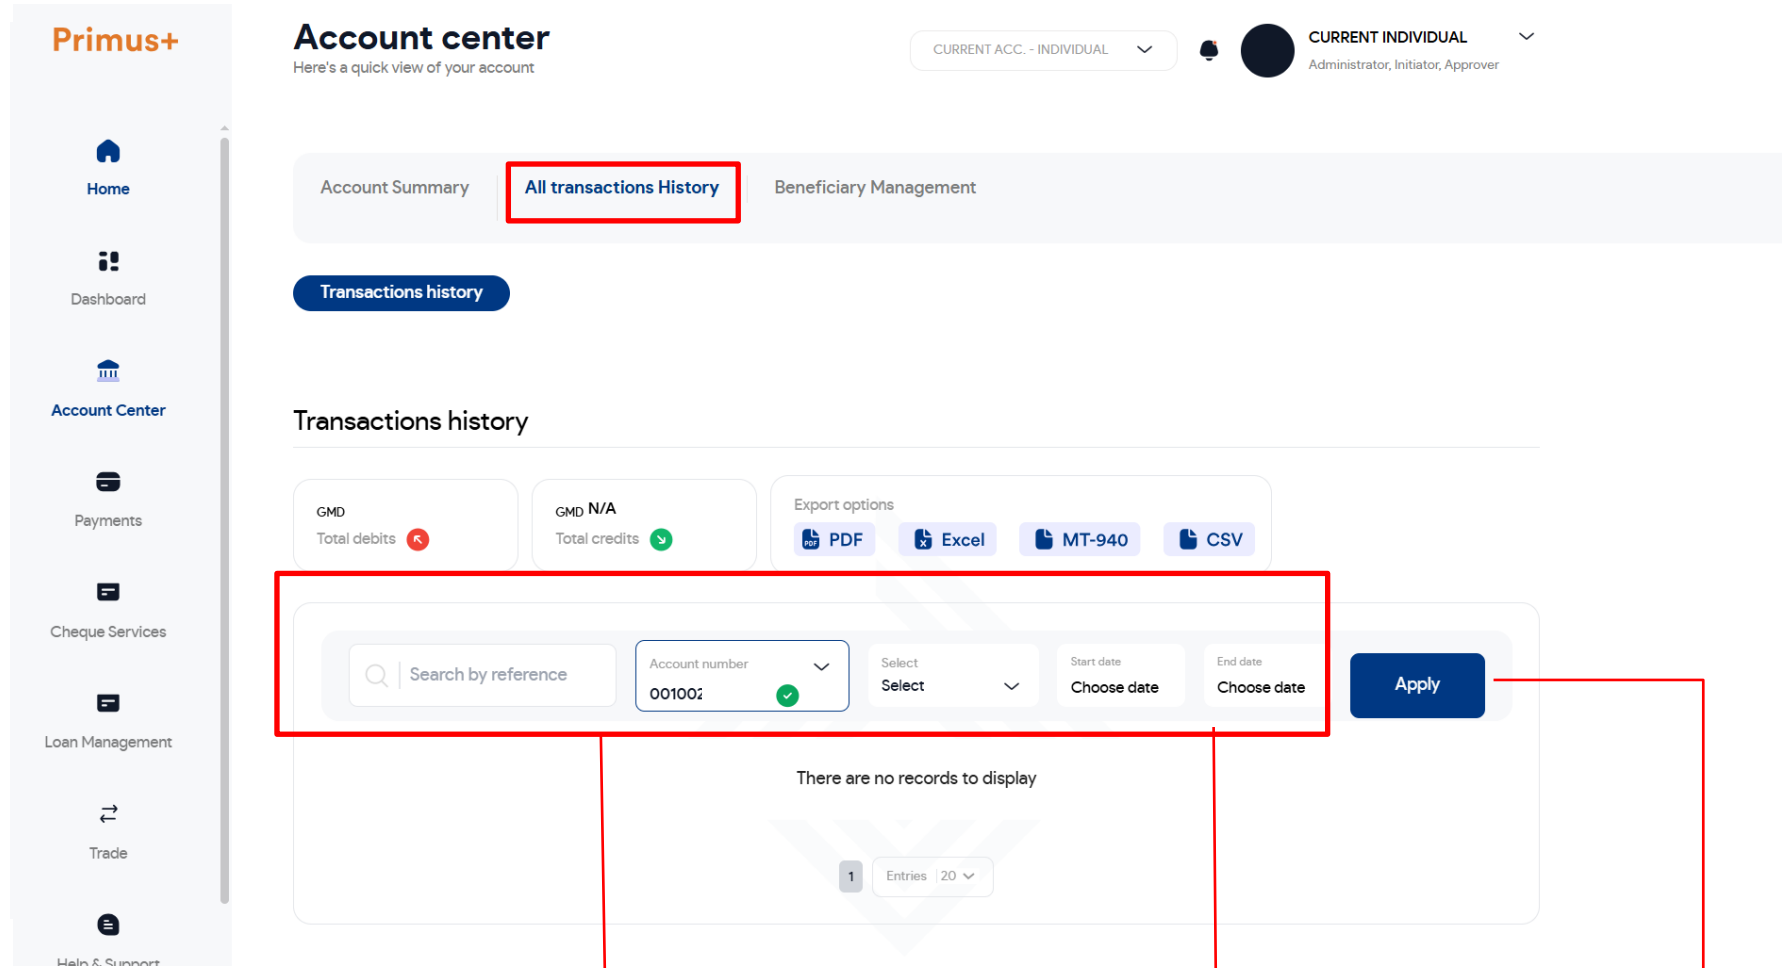 Primus+
Account center
Here's a quick view of your account
CURRENT ACC. - INDIVIDUAL
CURRENT INDIVIDUAL
Administrator, Initiator, Approver
Home
Dashboard
Account Center
Payments
Cheque Services
Loan Management
Trade
Help & Support
Account Summary
All transactions History
Beneficiary Management
Transactions history
Transactions history
GMD
Total debits
GMD N/A
Total credits
Export options
PDF
Excel
MT-940
CSV
Search by reference
Account number
001002
Select
Select
Start date
Choose date
End date
Choose date
Apply
There are no records to display
1
Entries 20